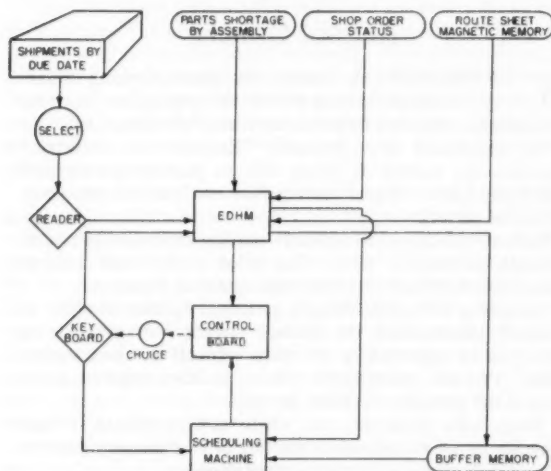 SHIPMENTS BY
DUE DATE
PARTS SHORTAGE
BY ASSEMBLY
SHOP ORDER
STATUS
ROUTE SHEET
MAGNETIC MEMORY
SELECT
READER
EDHM
KEY
BOARD
CHOICE
CONTROL
BOARD
SCHEDULING
MACHINE
BUFFER MEMORY